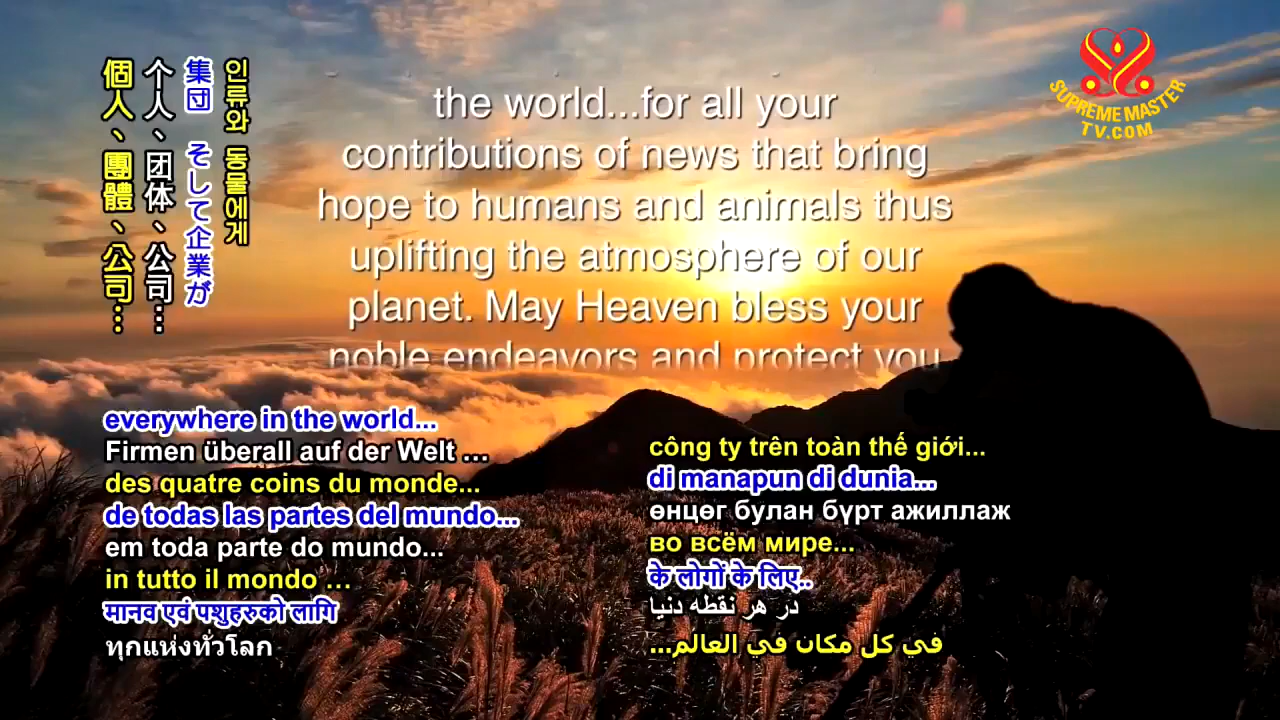 인류와 동물에게
集団 そして企業が
个人、团体、公司…
個人、團體、公司…
the world...for all your
contributions of news that bring
hope to humans and animals thus
uplifting the atmosphere of our
planet. May Heaven bless your
noble endeavors and protect you
SUPREME MASTER
TV.COM
everywhere in the world...
Firmen überall auf der Welt ...
des quatre coins du monde...
de todas las partes del mundo...
em toda parte do mundo...
in tutto il mondo ...
मानव एवं पशुहरुको लागि
ทุกแห่งทั่วโลก
công ty trên toàn thế giới...
di manapun di dunia...
өнцөг булан бүрт ажиллаж
во всём мире...
के लोगों के लिए..
در هر نقطه دنیا
في كل مكان في العالم...